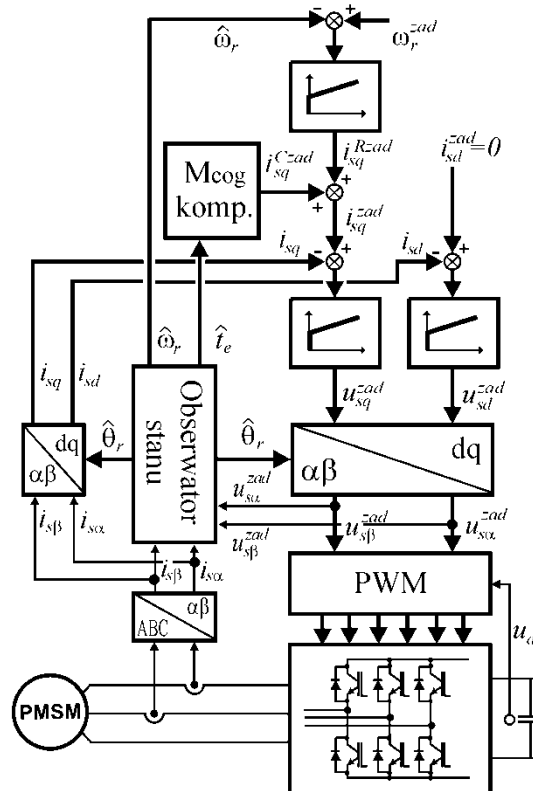 ω̂r
ωr^zad
isq^Czad
isq^Rzad
isd^zad=0
Mcog
komp.
isq^zad
isq
isd
ω̂r
t̂e
isq
isd
usq^zad
usd^zad
Obserwator
stanu
dq
αβ
θ̂r
θ̂r
dq
αβ
usα^zad
usβ^zad
usβ^zad
usα^zad
isβ
isα
isβ
isα
αβ
ABC
PWM
PMSM